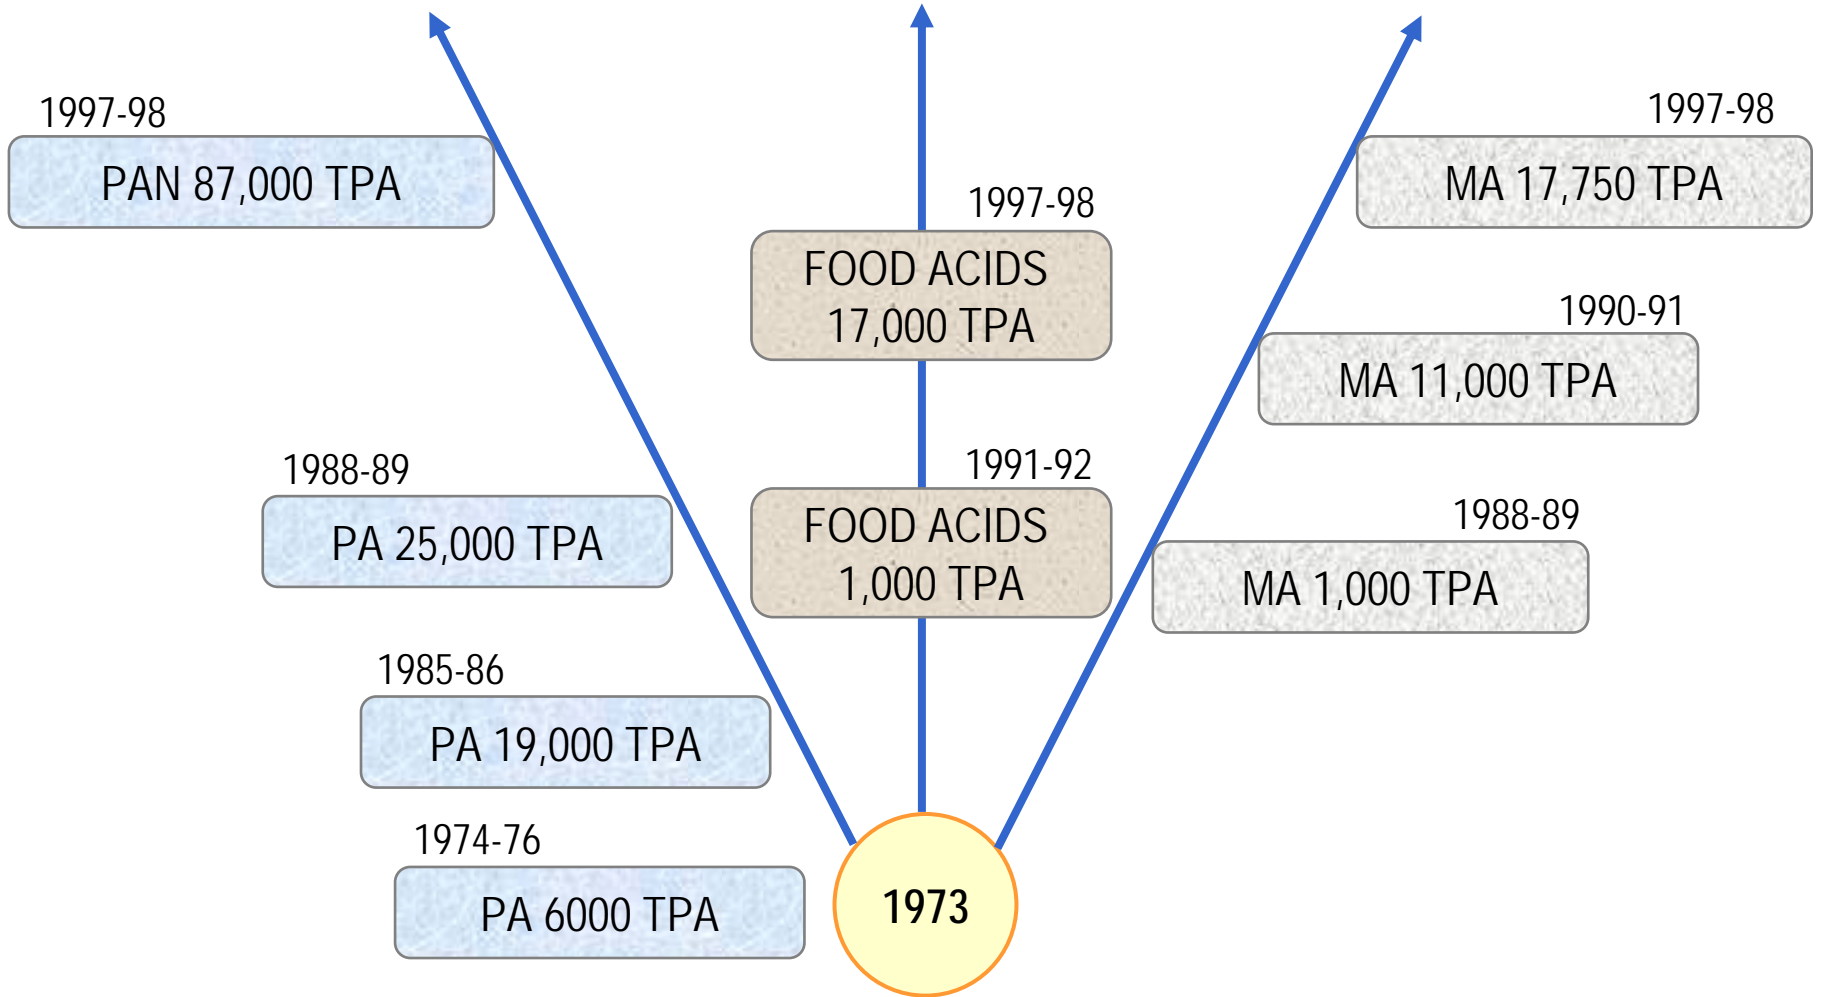 1997-98
PAN 87,000 TPA
1988-89
PA 25,000 TPA
1985-86
PA 19,000 TPA
1974-76
PA 6000 TPA
1997-98
FOOD ACIDS
17,000 TPA
1991-92
FOOD ACIDS
1,000 TPA
1973
1997-98
MA 17,750 TPA
1990-91
MA 11,000 TPA
1988-89
MA 1,000 TPA